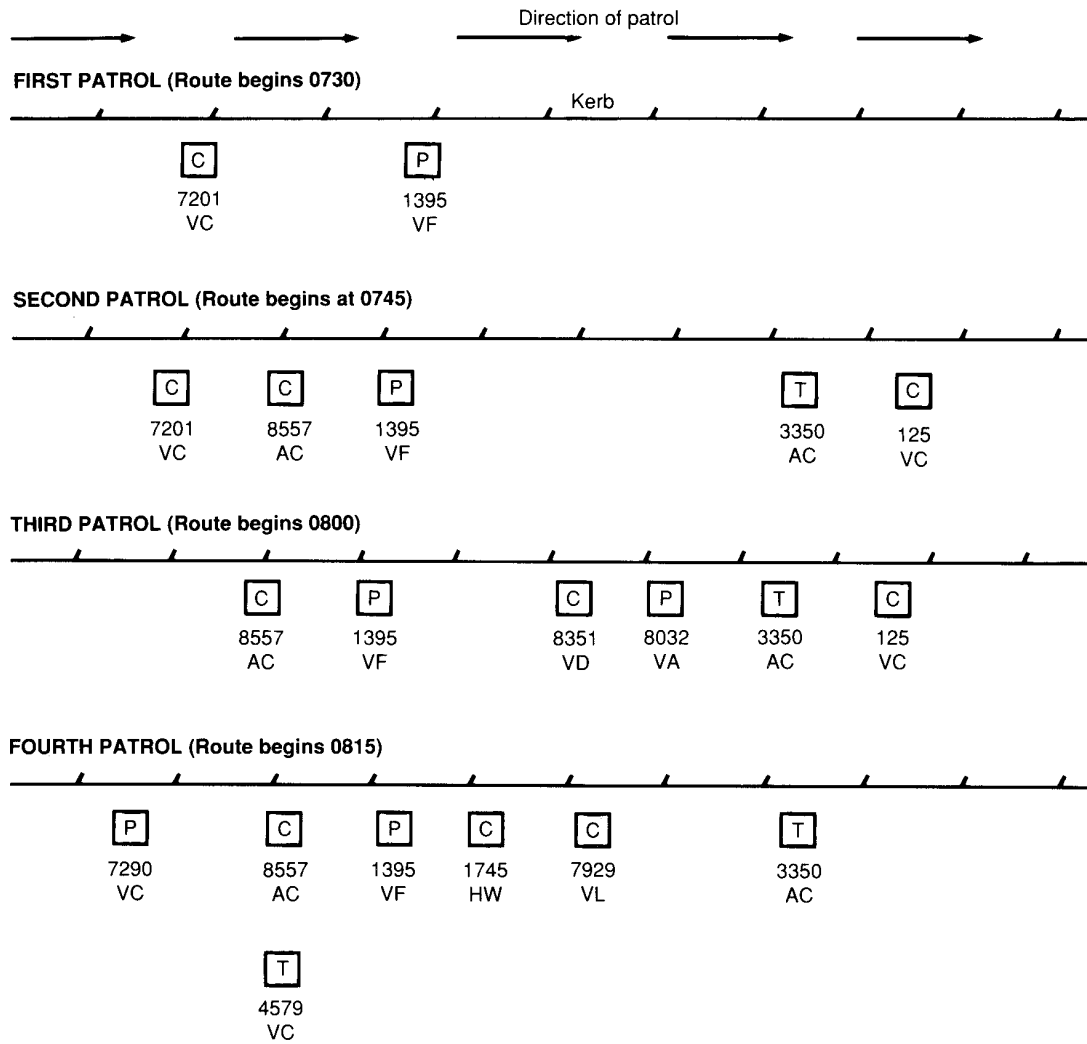 Direction of patrol
FIRST PATROL (Route begins 0730)
Kerb
C P
7201 1395
VC VF
SECOND PATROL (Route begins at 0745)
C C P T C
7201 8557 1395 3350 125
VC AC VF AC VC
THIRD PATROL (Route begins 0800)
C P C P T C
8557 1395 8351 8032 3350 125
AC VF VD VA AC VC
FOURTH PATROL (Route begins 0815)
P C P C C T
7290 8557 1395 1745 7929 3350
VC AC VF HW VL AC
T
4579
VC